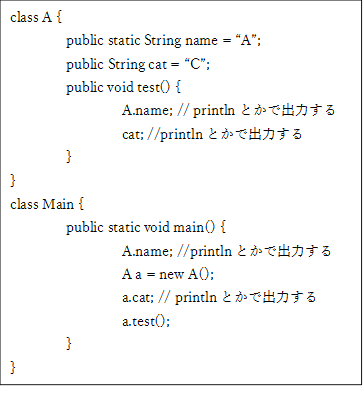 class A {
public static String name = “A”;
public String cat = “C”;
public void test() {
A.name; // println とかで出力する
cat; //println とかで出力する
}
}
class Main {
public static void main() {
A.name; //println とかで出力する
A a = new A();
a.cat; // println とかで出力する
a.test();
}
}